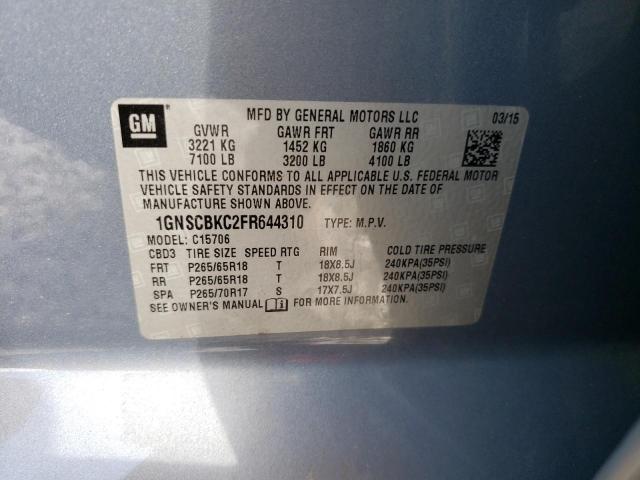 GM
MFD BY GENERAL MOTORS LLC 03/15
GVWR GAWR FRT GAWR RR
3221 KG 1452 KG 1860 KG
7100 LB 3200 LB 4100 LB
THIS VEHICLE CONFORMS TO ALL APPLICABLE U.S. FEDERAL MOTOR
VEHICLE SAFETY STANDARDS IN EFFECT ON THE DATE OF
MANUFACTURE SHOWN ABOVE.
1GNSCBKC2FR644310 TYPE: M.P.V.
MODEL: C15706
CBD3 TIRE SIZE SPEED RTG RIM COLD TIRE PRESSURE
FRT P265/65R18 T 18X8.5J 240KPA(35PSI)
RR P265/65R18 T 18X8.5J 240KPA(35PSI)
SPA P265/70R17 S 17X7.5J 240KPA(35PSI)
SEE OWNER'S MANUAL FOR MORE INFORMATION.